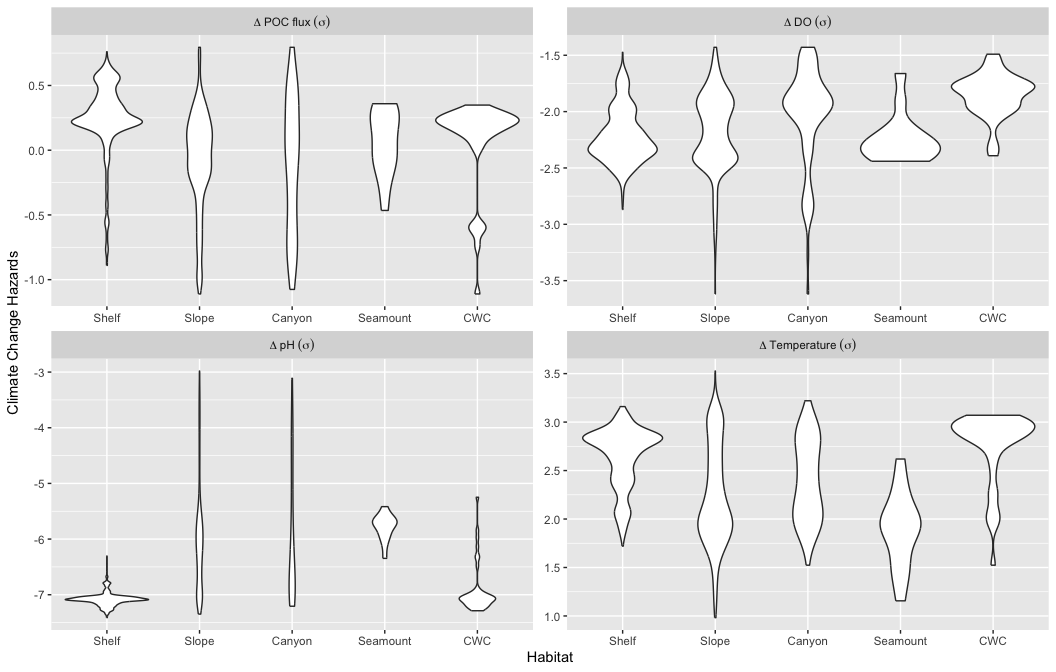 Δ POC flux (σ)
Δ DO (σ)
0.5
0.0
-0.5
-1.0
-1.5
-2.0
-2.5
-3.0
-3.5
Shelf Slope Canyon Seamount CWC
Shelf Slope Canyon Seamount CWC
Climate Change Hazards
Δ pH (σ)
Δ Temperature (σ)
-3
-4
-5
-6
-7
3.5
3.0
2.5
2.0
1.5
1.0
Shelf Slope Canyon Seamount CWC
Shelf Slope Canyon Seamount CWC
Habitat